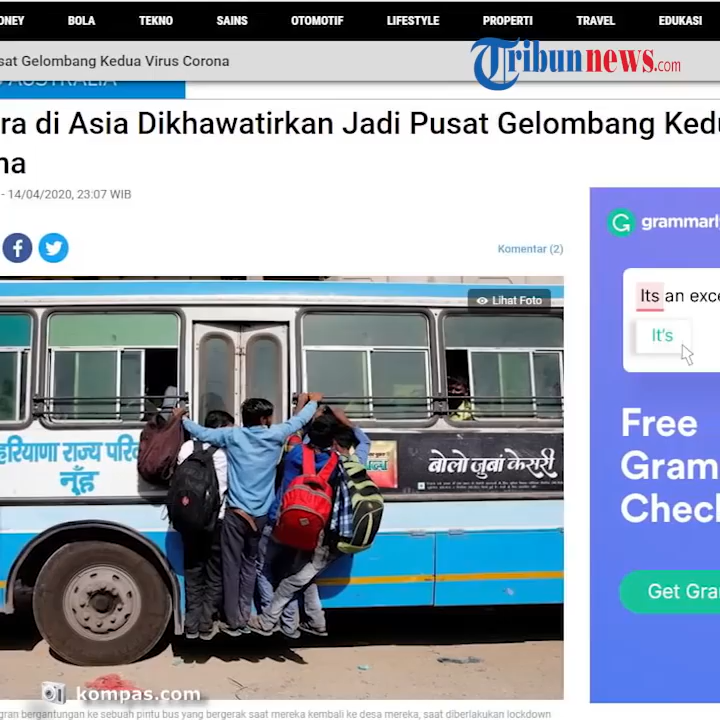 ONEY BOLA TEKNO SAINS OTOMOTIF LIFESTYLE PROPERTI TRAVEL EDUKASI
sat Gelombang Kedua Virus Corona
Tribunnews.com
AUSTRALIA
ra di Asia Dikhawatirkan Jadi Pusat Gelombang Kedu
na
- 14/04/2020, 23:07 WIB
Komentar (2)
grammarly
Lihat Foto
Its an exce
It's
Free
Gram
Check
Get Gra
हरियाणा राज्य परि
नूँह
बोलो ज़ुबां केसरी
kompas.com
gran bergantungan ke sebuah pintu bus yang bergerak saat mereka kembali ke desa mereka, saat diberlakukan lockdown